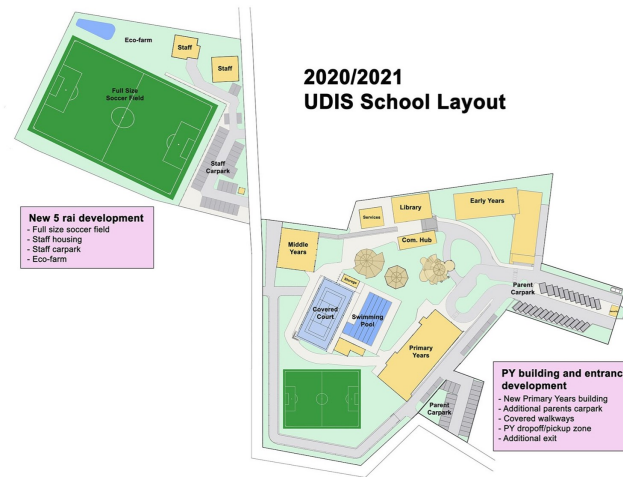 2020/2021
UDIS School Layout
Eco-farm
Staff
Staff
Full Size
Soccer Field
Staff
Carpark
New 5 rai development
- Full size soccer field
- Staff housing
- Staff carpark
- Eco-farm
Services
Library
Early Years
Middle
Years
Com. Hub
Covered
Court
Swimming
Pool
Parent
Carpark
Primary
Years
Parent
Carpark
PY building and entranc
development
- New Primary Years building
- Additional parents carpark
- Covered walkways
- PY dropoff/pickup zone
- Additional exit